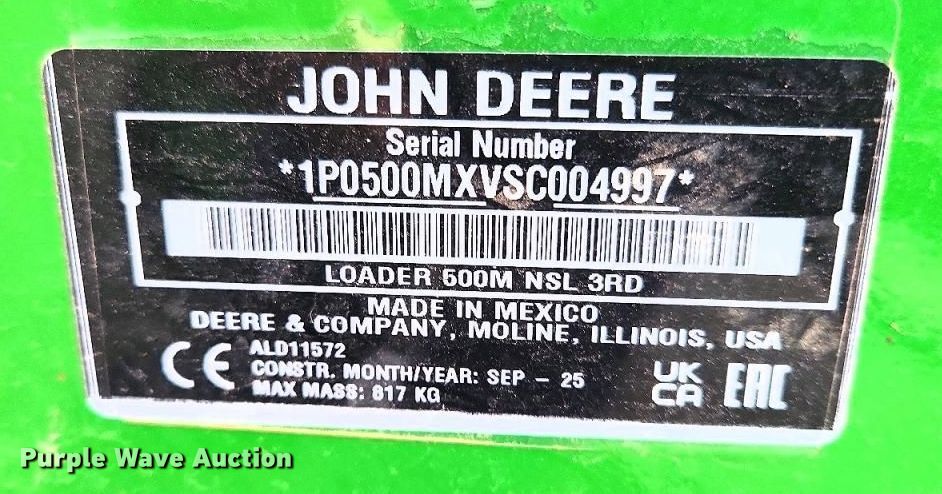 JOHN DEERE
Serial Number
*1P0500MXVSC004997*
LOADER 500M NSL 3RD
MADE IN MEXICO
DEERE & COMPANY, MOLINE, ILLINOIS, USA
ALD11572
CONSTR. MONTH/YEAR: SEP - 25
MAX MASS: 817 KG
CE
UK
CA
EAC
Purple Wave Auction